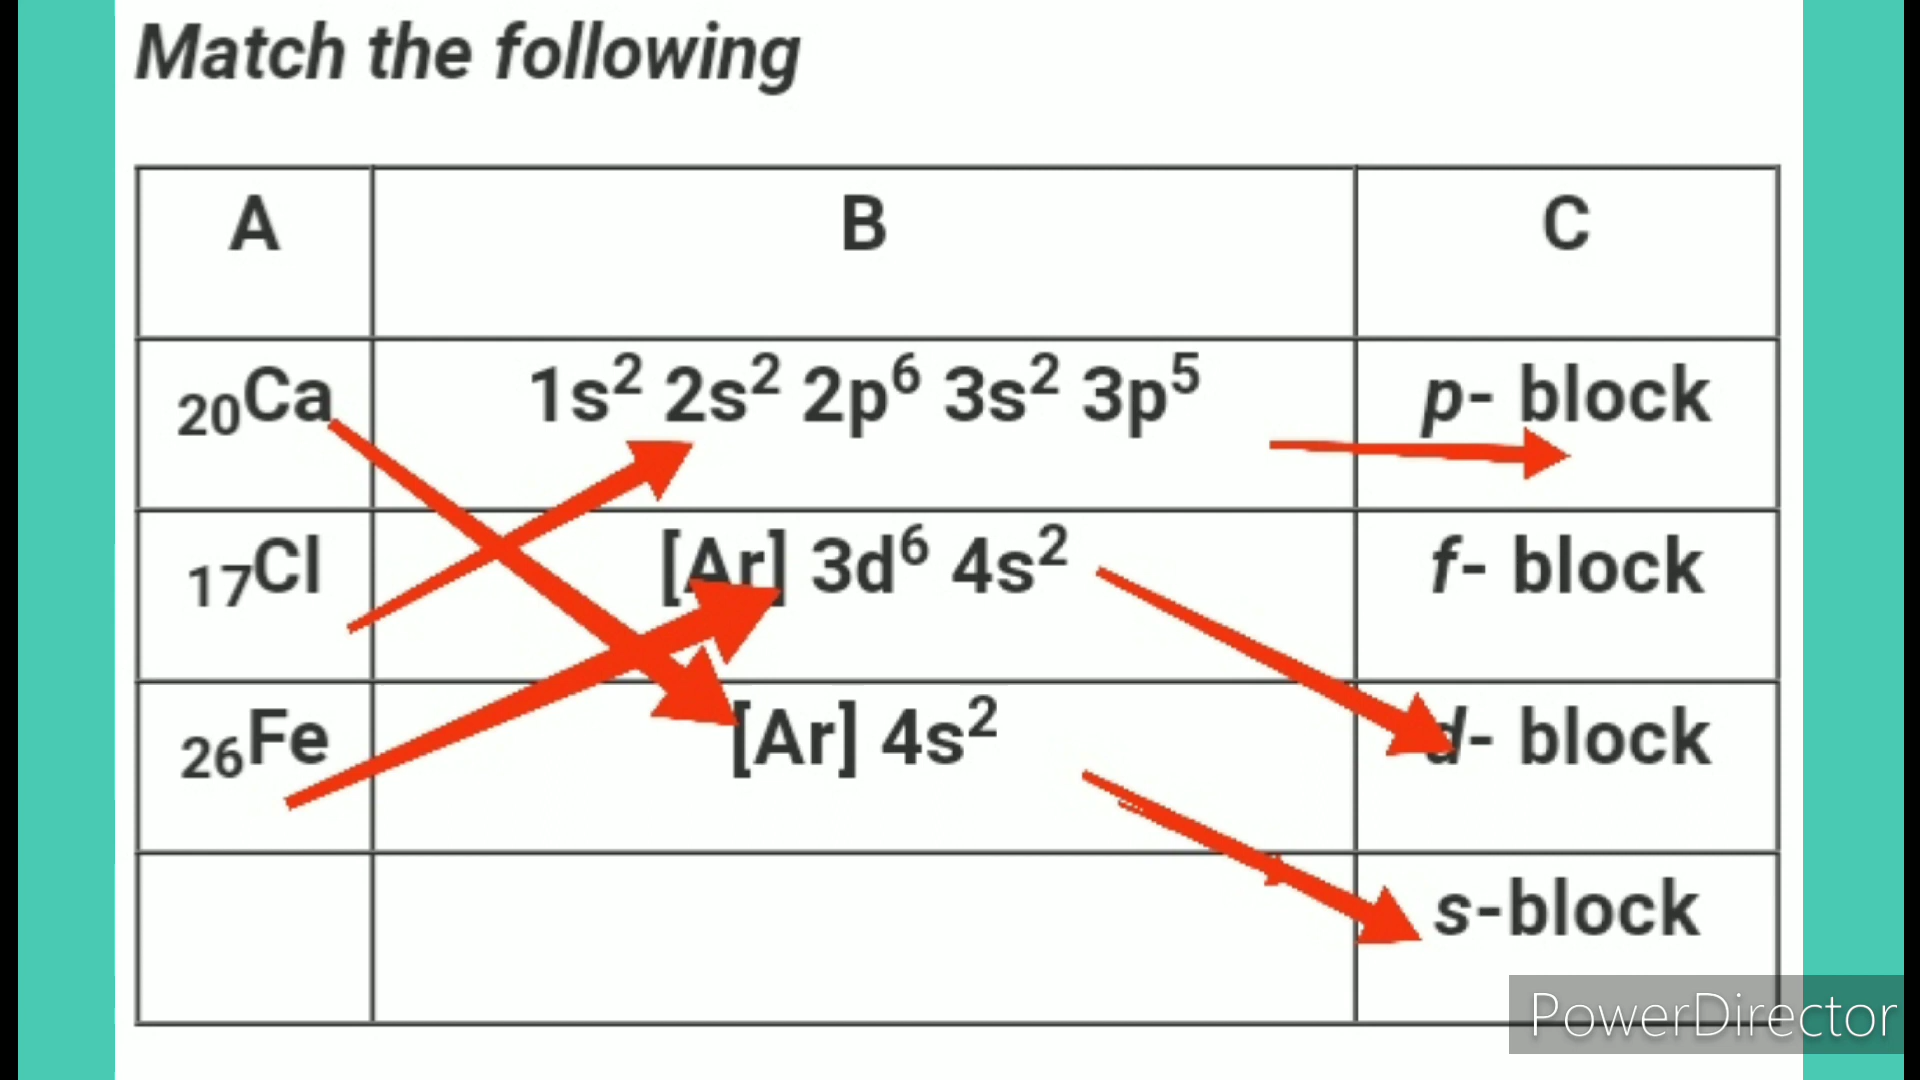 Match the following
A B C
₂₀Ca 1s² 2s² 2p⁶ 3s² 3p⁵ p- block
₁₇Cl [Ar] 3d⁶ 4s² f- block
₂₆Fe [Ar] 4s² d- block
s-block
PowerDirector